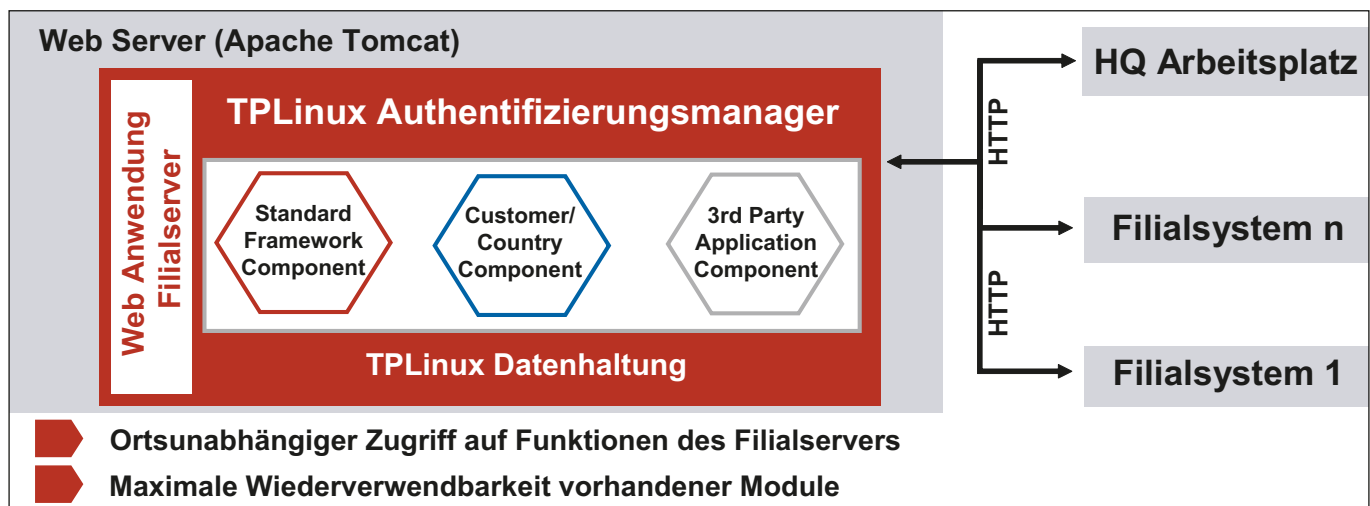 Web Server (Apache Tomcat)
Web Anwendung
Filialserver
TPLinux Authentifizierungsmanager
Standard
Framework
Component
Customer/
Country
Component
3rd Party
Application
Component
TPLinux Datenhaltung
HTTP
HTTP
HQ Arbeitsplatz
Filialsystem n
Filialsystem 1
Ortsunabhängiger Zugriff auf Funktionen des Filialservers
Maximale Wiederverwendbarkeit vorhandener Module